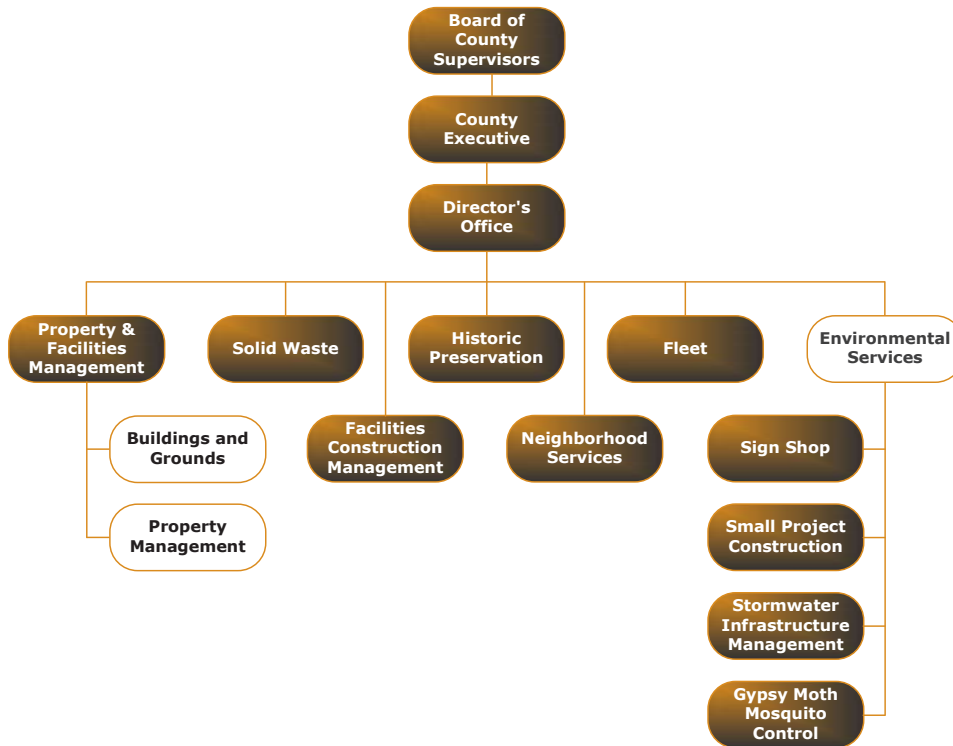 Board of
County
Supervisors
County
Executive
Director's
Office
Property &
Facilities
Management
Solid Waste
Historic
Preservation
Fleet
Environmental
Services
Buildings and
Grounds
Facilities
Construction
Management
Neighborhood
Services
Sign Shop
Property
Management
Small Project
Construction
Stormwater
Infrastructure
Management
Gypsy Moth
Mosquito
Control